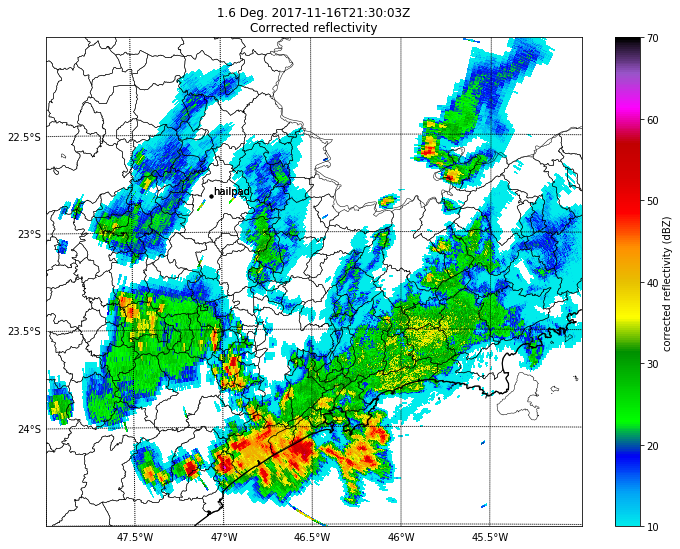 1.6 Deg. 2017-11-16T21:30:03Z
Corrected reflectivity
70
60
50
40
30
20
10
corrected reflectivity (dBZ)
22.5°S
23°S
23.5°S
24°S
hailpad
47.5°W
47°W
46.5°W
46°W
45.5°W